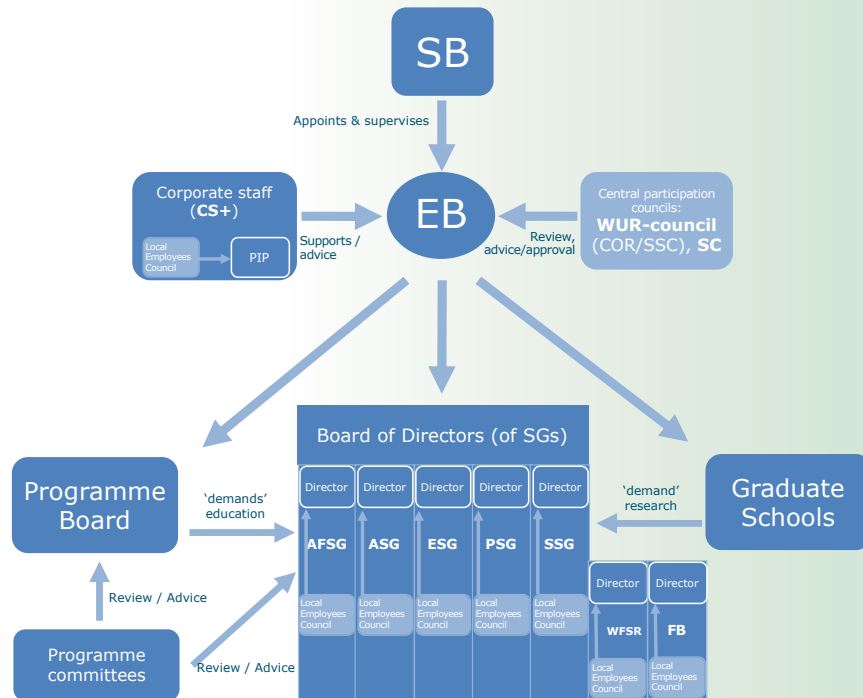 SB
Appoints & supervises
Corporate staff
(CS+)
Local
Employees
Council
PIP
Supports /
advice
EB
Review,
advice/approval
Central participation
councils:
WUR-council
(COR/SSC), SC
Board of Directors (of SGs)
Programme
Board
‘demands’
education
Director
Director
Director
Director
Director
AFSG
ASG
ESG
PSG
SSG
Local
Employees
Council
Local
Employees
Council
Local
Employees
Council
Local
Employees
Council
Local
Employees
Council
‘demand’
research
Graduate
Schools
Director
Director
WFSR
FB
Local
Employees
Council
Local
Employees
Council
Review / Advice
Programme
committees
Review / Advice